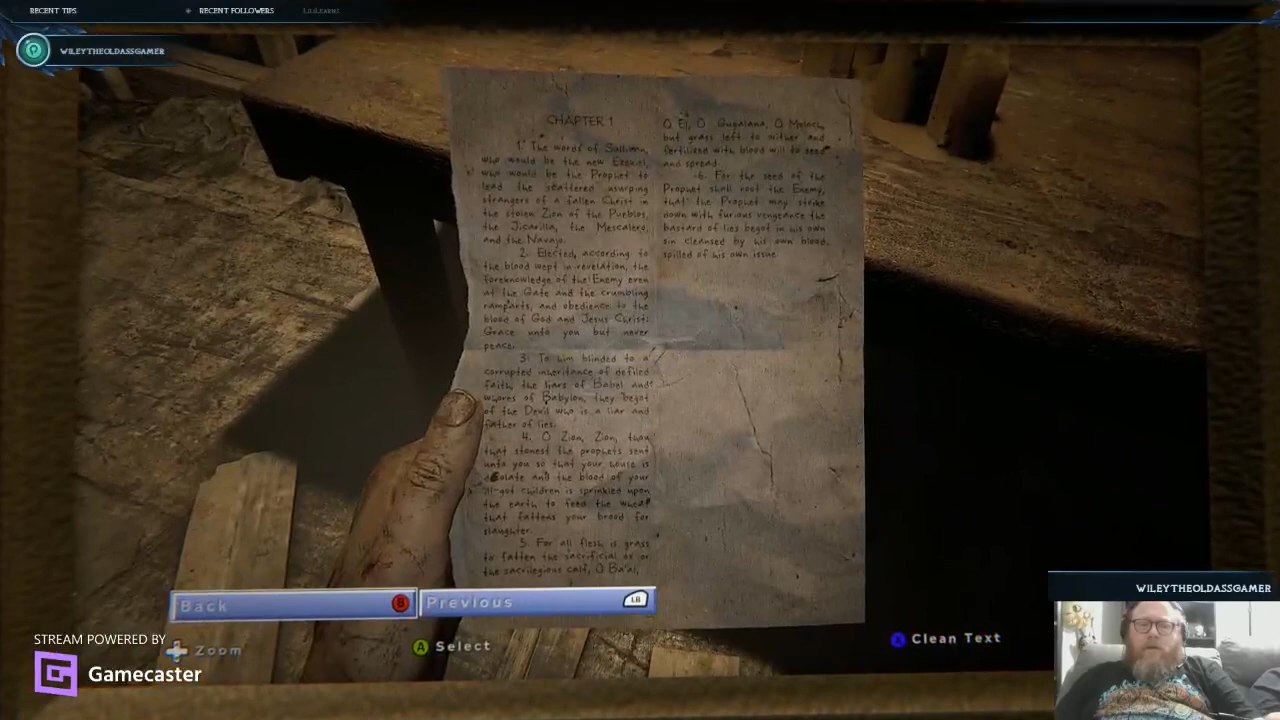 RECENT TIPS
RECENT FOLLOWERS
WILEYTHEOLDASSGAMER
CHAPTER 1
1. The words of Sullivan,
who would be the new Ezekiel,
who would be the Prophet to
lead the scattered usurping
strangers of a fallen Christ in
the stolen Zion of the Pueblos,
the Jicarilla, the Mescalero,
and the Navajo.
2. Elected, according to
the blood wept in revelation, the
foreknowledge of the Enemy even
at the Gate and the crumbling
ramparts, and obedience to the
blood of God and Jesus Christ:
Grace unto you but never
peace.
3. To him blinded to a
corrupted inheritance of defiled
faith, the liars of Babel and
whores of Babylon, they begot
of the Devil who is a liar and
father of lies.
4. O Zion, Zion, thou
that stonest the prophets sent
unto you so that your house is
desolate and the blood of your
ill-got children is sprinkled upon
the earth to feed the wheat
that fattens your brood for
slaughter.
5. For all flesh is grass
to fatten the sacrificial ox or
the sacrilegious calf, O Ba'al,
O El, O Gugalana, O Moloch,
but grass left to wither and
fertilized with blood will to seed
and spread.
6. For the seed of the
Prophet shall root the Enemy,
that the Prophet may strike
down with furious vengeance the
bastard of lies begot in his own
sin cleansed by his own blood,
spilled of his own issue.
Back B
Previous LB
Zoom
A Select
Clean Text
STREAM POWERED BY
Gamecaster
WILEYTHEOLDASSGAMER